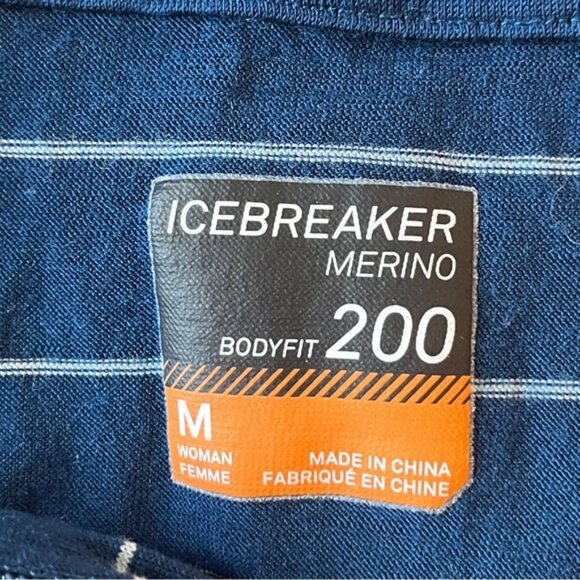 ICEBREAKER
MERINO
BODYFIT 200
M
WOMAN
FEMME
MADE IN CHINA
FABRIQUÉ EN CHINE